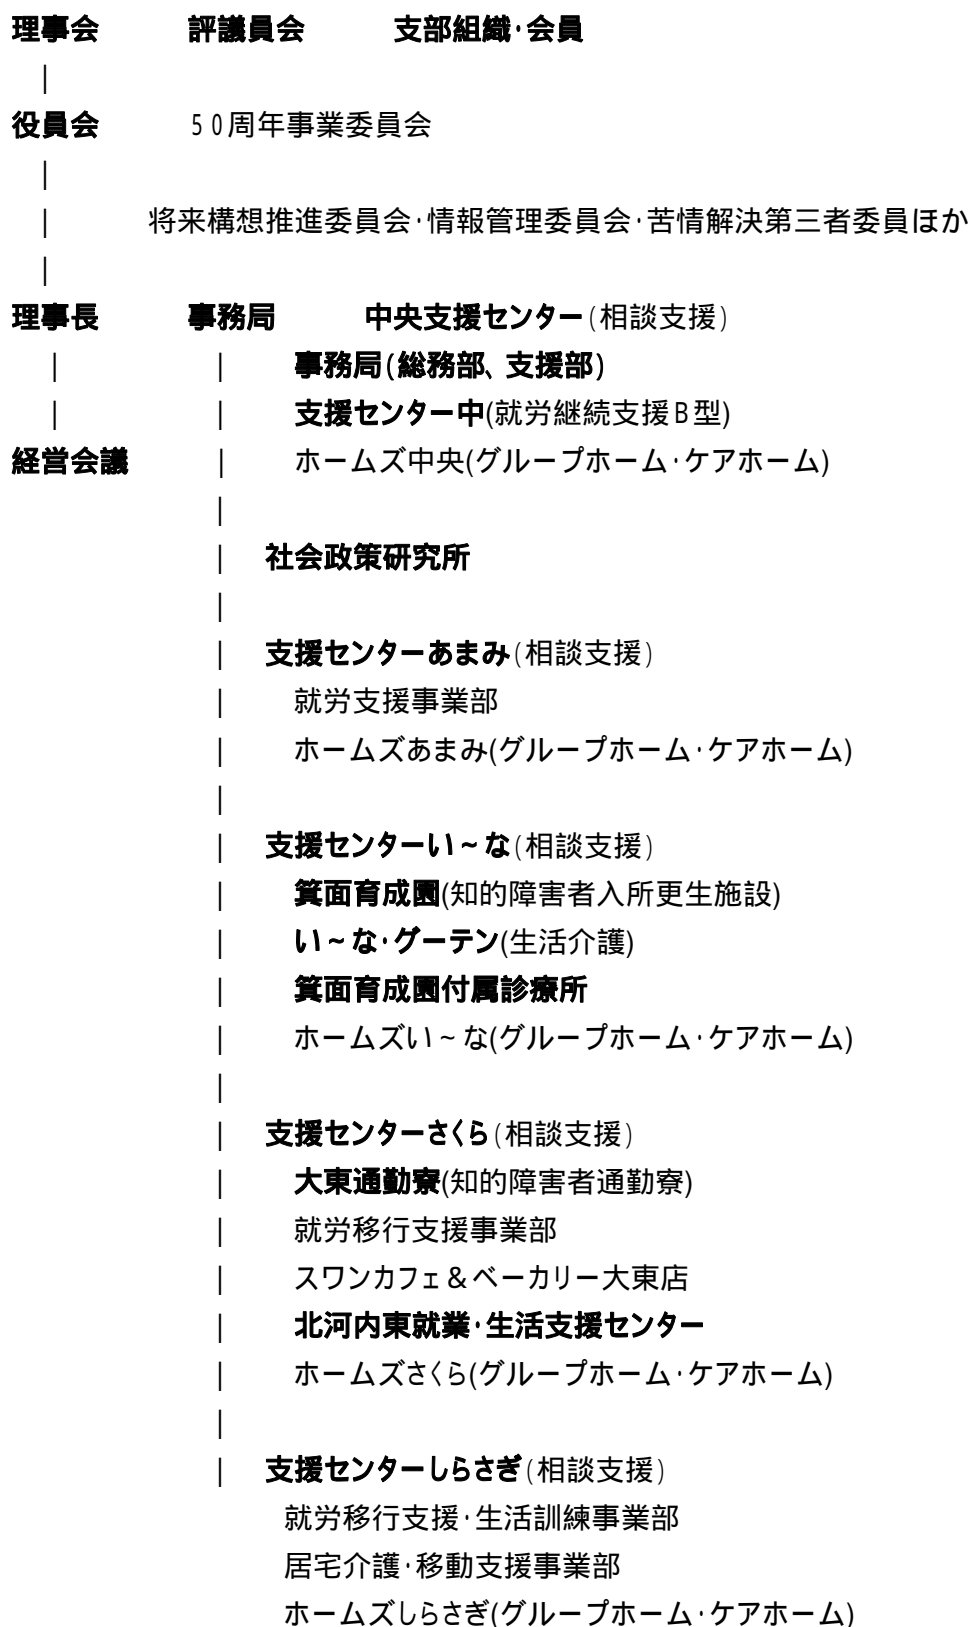 理事会 評議員会 支部組織・会員
|
役員会 50周年事業委員会
|
| 将来構想推進委員会・情報管理委員会・苦情解決第三者委員ほか
|
理事長 事務局 中央支援センター(相談支援)
| | 事務局(総務部、支援部)
| | 支援センター中(就労継続支援B型)
経営会議 | ホームズ中央(グループホーム・ケアホーム)
|
| 社会政策研究所
|
| 支援センターあまみ(相談支援)
| 就労支援事業部
| ホームズあまみ(グループホーム・ケアホーム)
|
| 支援センターい~な(相談支援)
| 箕面育成園(知的障害者入所更生施設)
| い~な・グーテン(生活介護)
| 箕面育成園付属診療所
| ホームズい~な(グループホーム・ケアホーム)
|
| 支援センターさくら(相談支援)
| 大東通勤寮(知的障害者通勤寮)
| 就労移行支援事業部
| スワンカフェ&ベーカリー大東店
| 北河内東就業・生活支援センター
| ホームズさくら(グループホーム・ケアホーム)
|
| 支援センターしらさぎ(相談支援)
就労移行支援・生活訓練事業部
居宅介護・移動支援事業部
ホームズしらさぎ(グループホーム・ケアホーム)